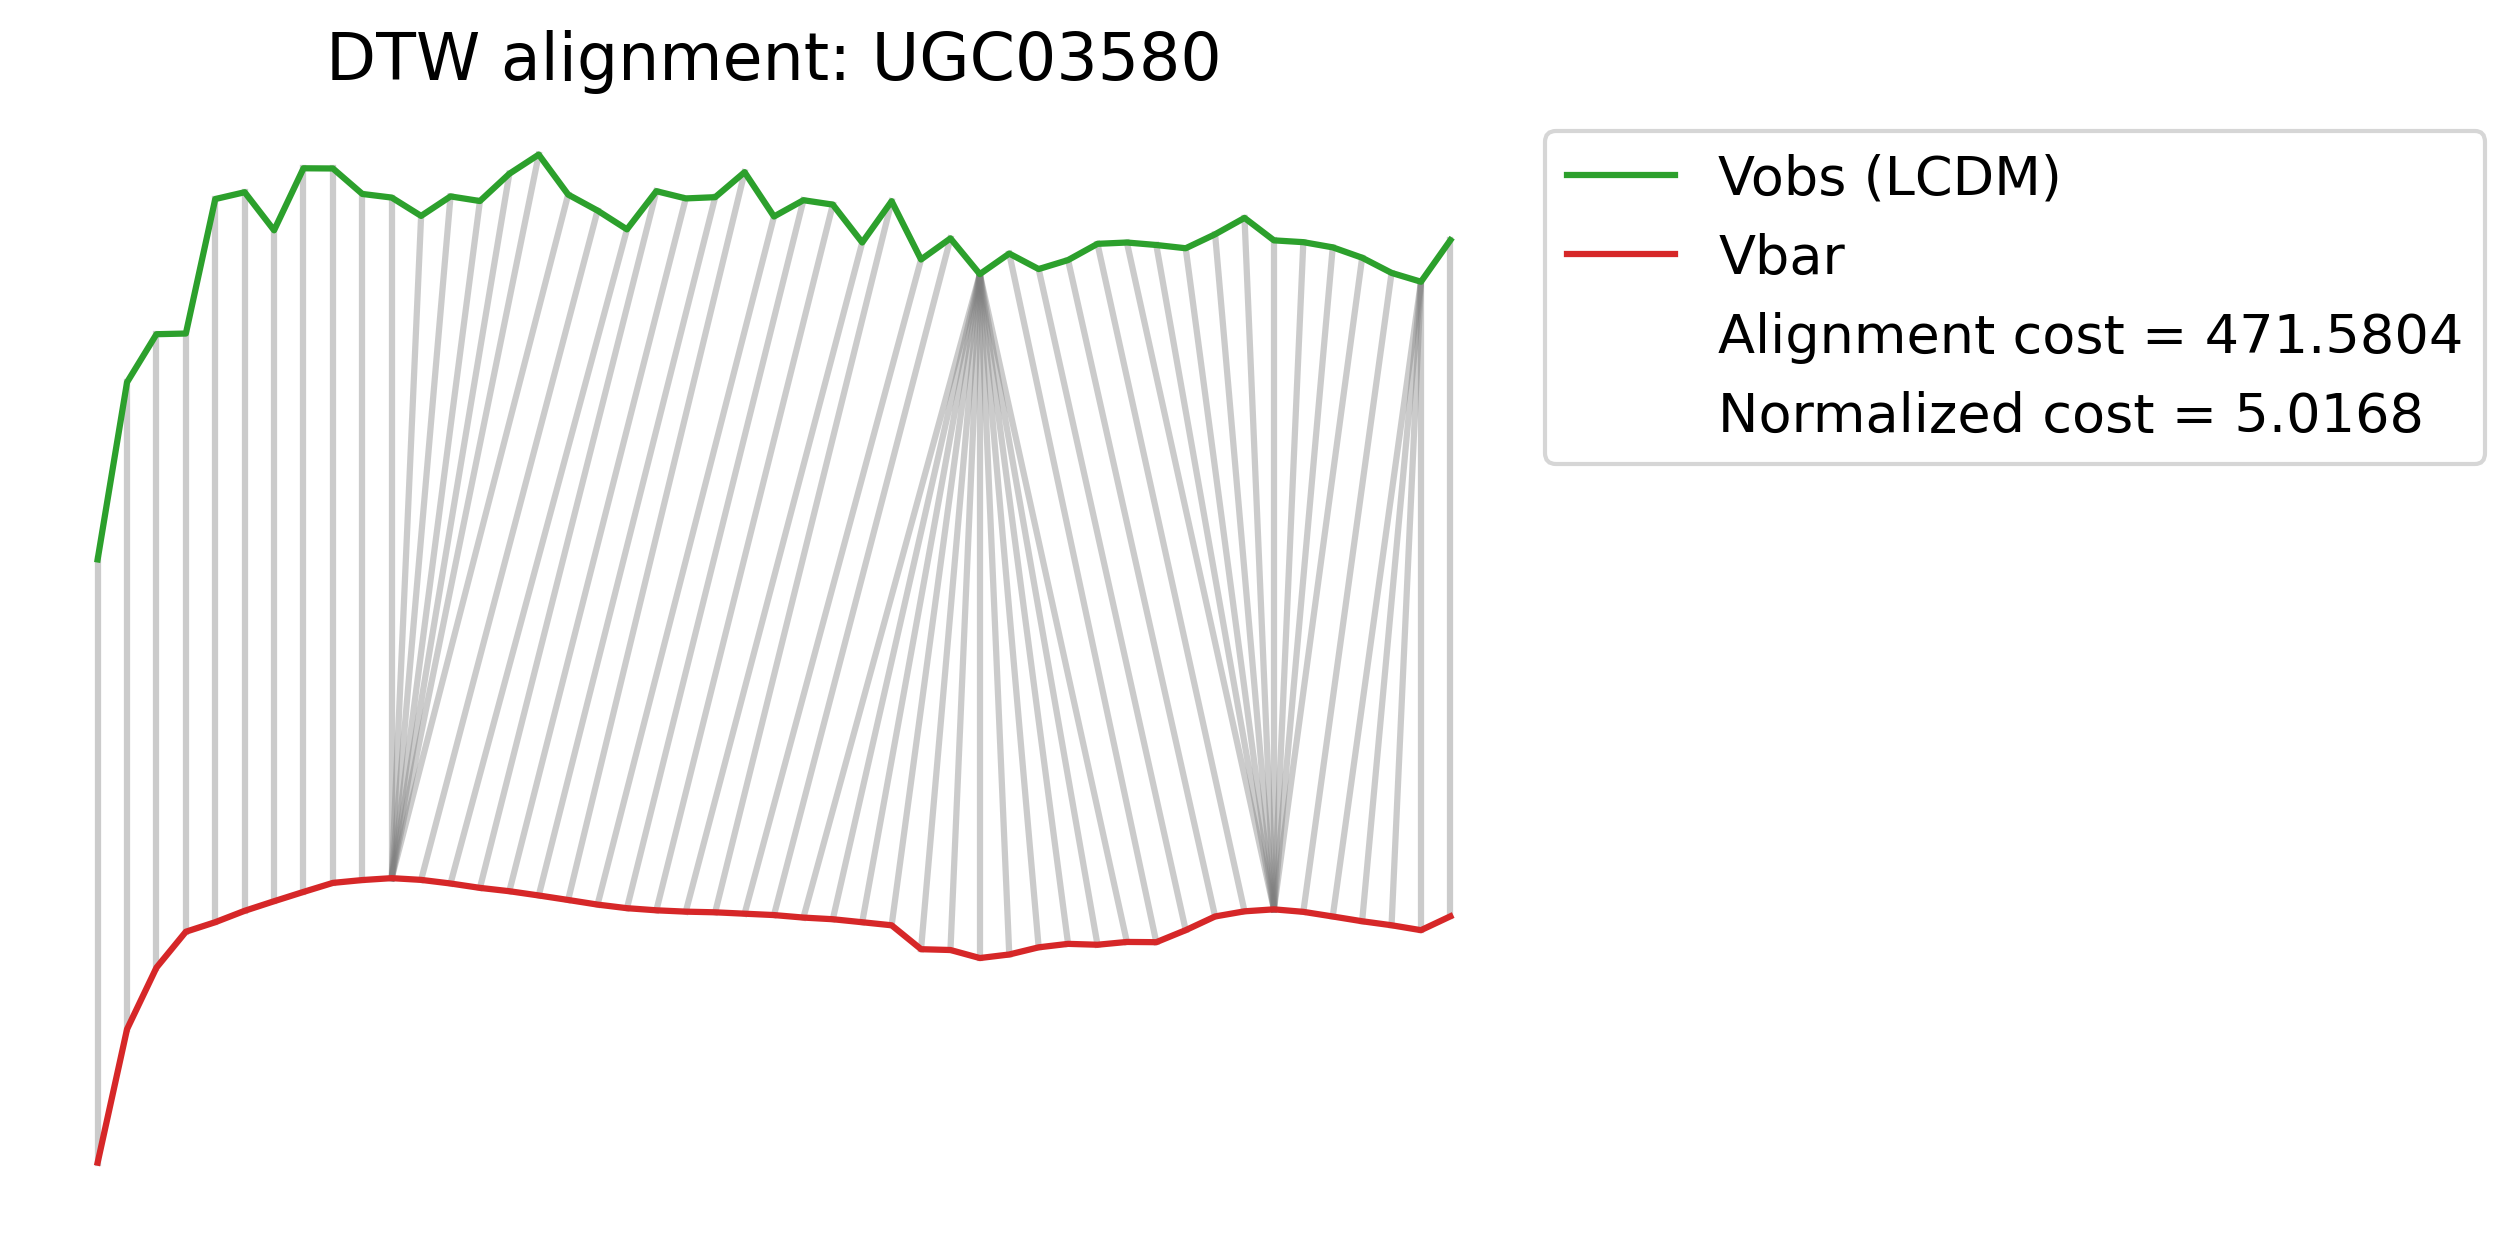 DTW alignment: UGC03580
Vobs (LCDM)
Vbar
Alignment cost = 471.5804
Normalized cost = 5.0168